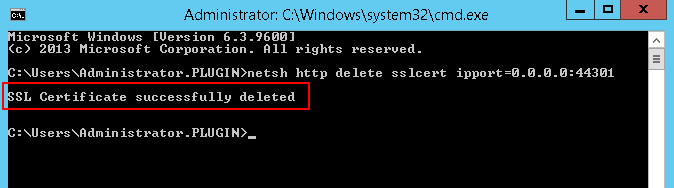 Administrator: C:\Windows\system32\cmd.exe
Microsoft Windows [Version 6.3.9600]
(c) 2013 Microsoft Corporation. All rights reserved.
C:\Users\Administrator.PLUGIN>netsh http delete sslcert ipport=0.0.0.0:44301
SSL Certificate successfully deleted
C:\Users\Administrator.PLUGIN>_